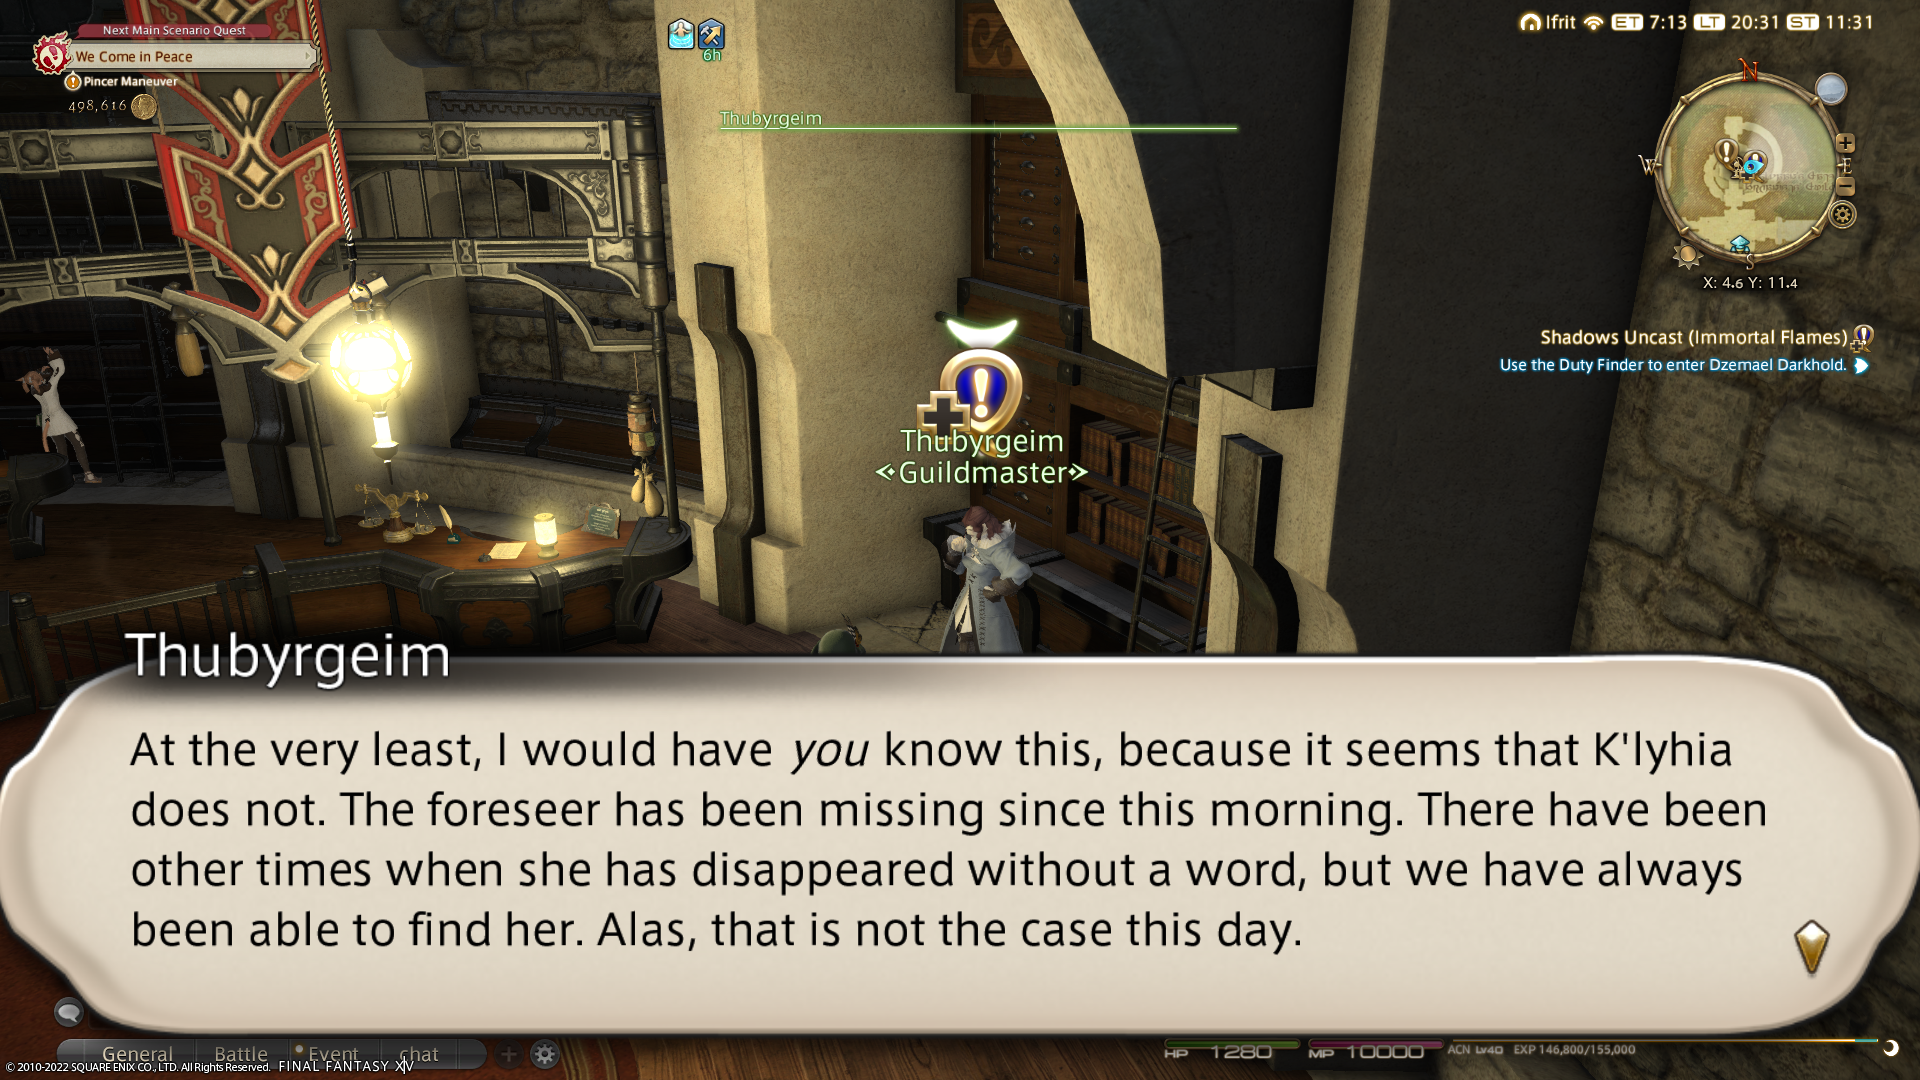 Next Main Scenario Quest
We Come in Peace
Pincer Maneuver
498,616
6h
Ifrit ET 7:13 LT 20:31 ST 11:31
Thubyrgeim
N
W
E
S
X: 4.6 Y: 11.4
Shadows Uncast (Immortal Flames)
Use the Duty Finder to enter Dzemael Darkhold.
Thubyrgeim
Guildmaster
Thubyrgeim
At the very least, I would have you know this, because it seems that K'lyhia
does not. The foreseer has been missing since this morning. There have been
other times when she has disappeared without a word, but we have always
been able to find her. Alas, that is not the case this day.
General Battle Event chat
HP 1280 MP 10000 ACN Lv40 EXP 146,800/155,000
© 2010-2022 SQUARE ENIX CO., LTD. All Rights Reserved. FINAL FANTASY XIV